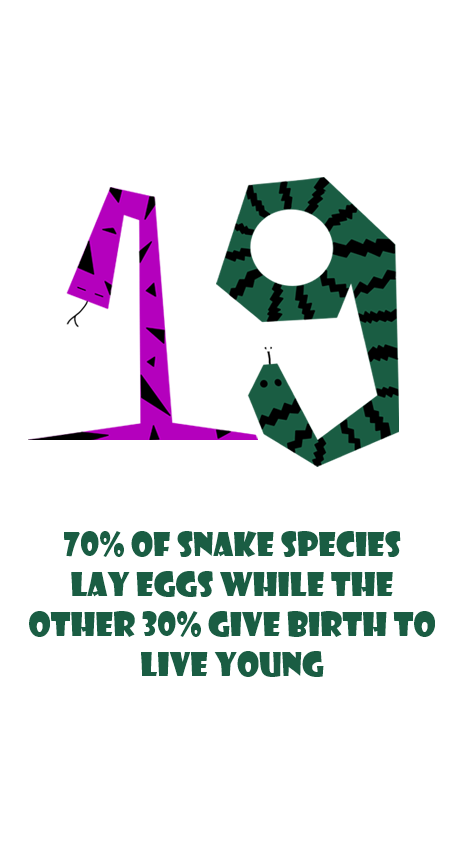 19
70% OF SNAKE SPECIES
LAY EGGS WHILE THE
OTHER 30% GIVE BIRTH TO
LIVE YOUNG